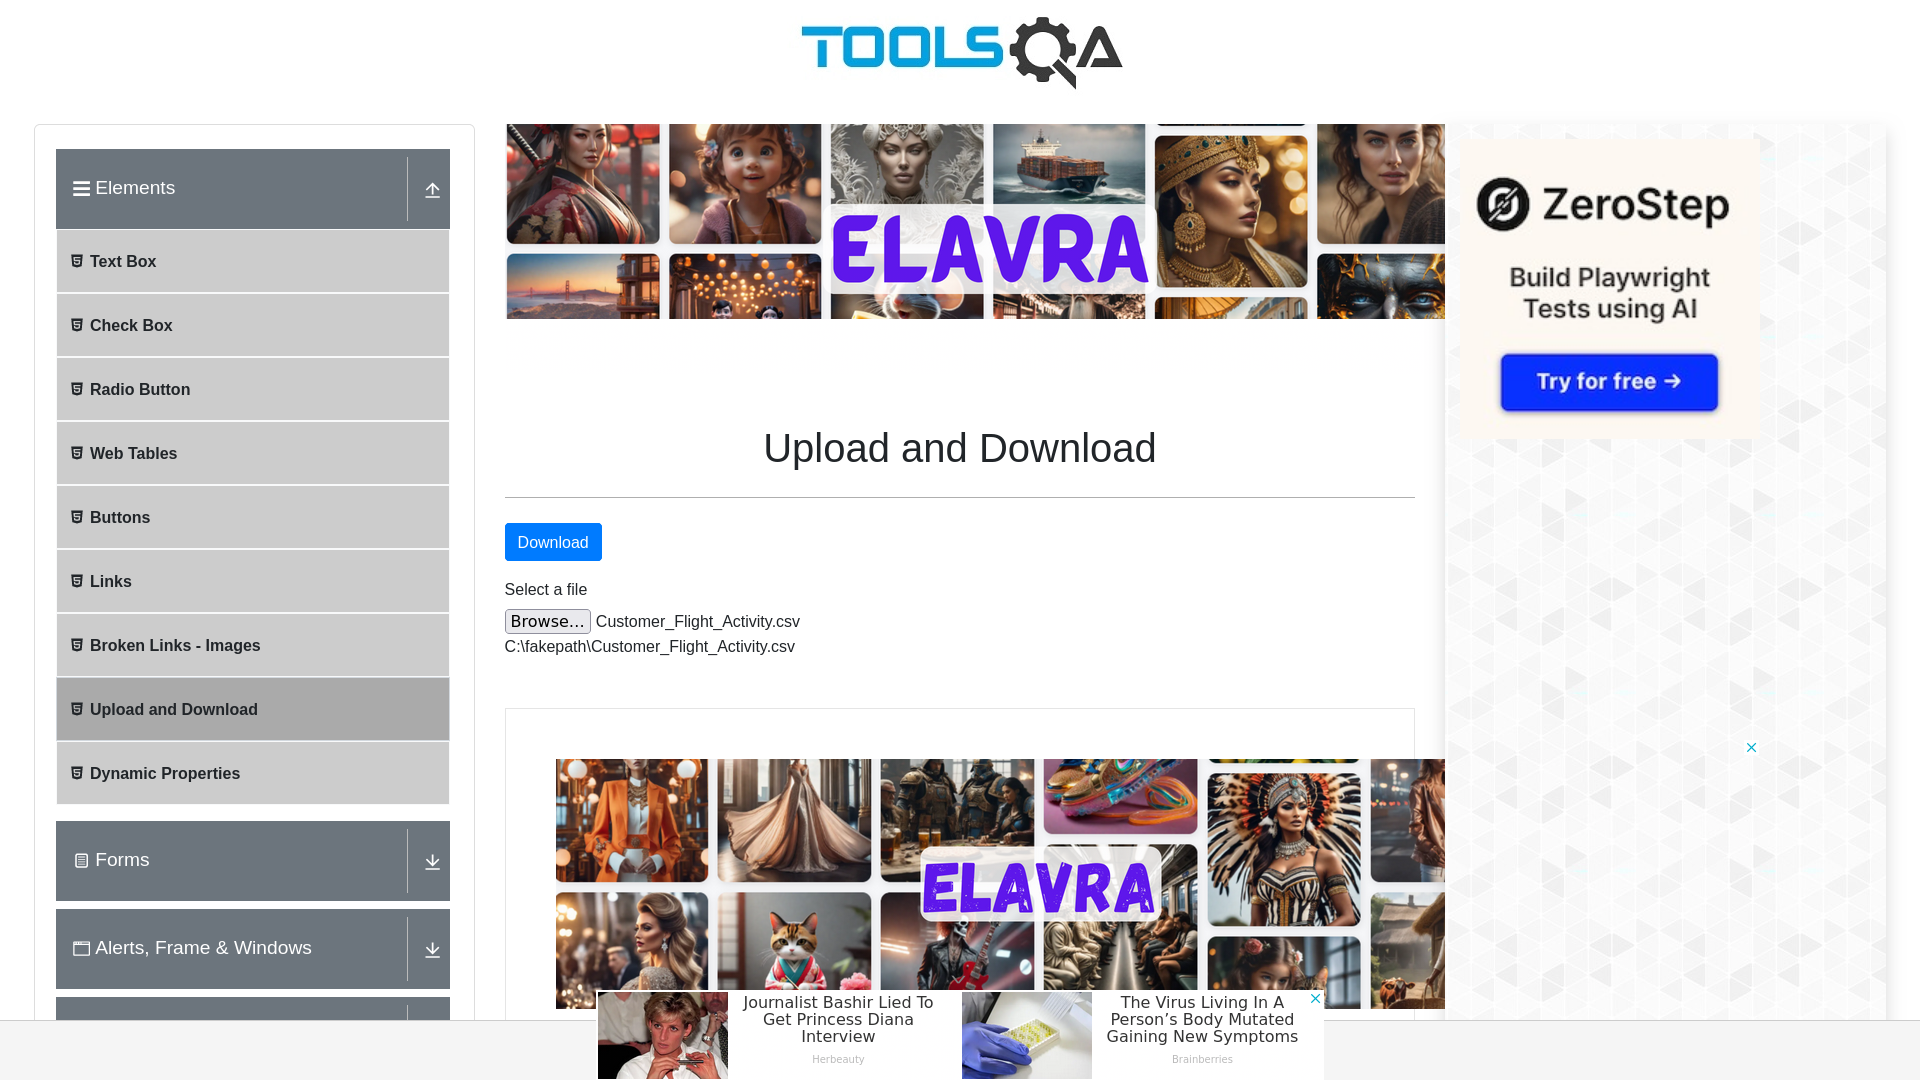 TOOLSQA
Elements
Text Box
Check Box
Radio Button
Web Tables
Buttons
Links
Broken Links - Images
Upload and Download
Dynamic Properties
Forms
Alerts, Frame & Windows
ELAVRA
Upload and Download
Download
Select a file
Browse... Customer_Flight_Activity.csv
C:\fakepath\Customer_Flight_Activity.csv
ELAVRA
ZeroStep
Build Playwright
Tests using AI
Try for free →
Journalist Bashir Lied To
Get Princess Diana
Interview
Herbeauty
The Virus Living In A
Person’s Body Mutated
Gaining New Symptoms
Brainberries